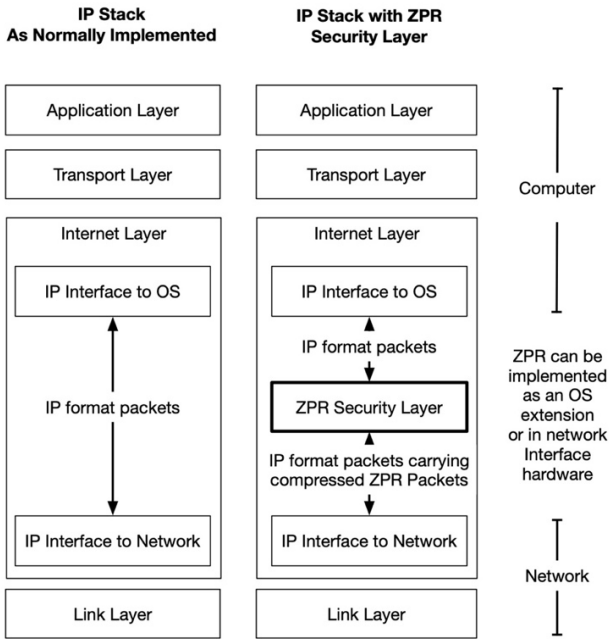 IP Stack
As Normally Implemented
IP Stack with ZPR
Security Layer
Application Layer
Transport Layer
Internet Layer
IP Interface to OS
IP format packets
IP Interface to Network
Link Layer
Application Layer
Transport Layer
Internet Layer
IP Interface to OS
IP format packets
ZPR Security Layer
IP format packets carrying
compressed ZPR Packets
IP Interface to Network
Link Layer
Computer
ZPR can be
implemented
as an OS
extension
or in network
Interface
hardware
Network